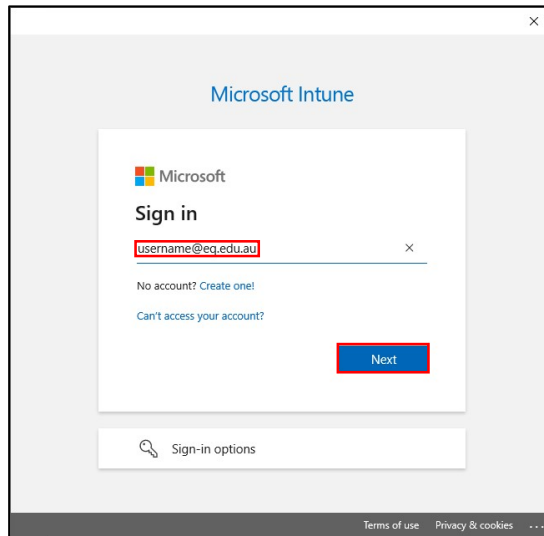 Microsoft Intune
Microsoft
Sign in
username@eq.edu.au
No account? Create one!
Can't access your account?
Next
Sign-in options
Terms of use Privacy & cookies ...